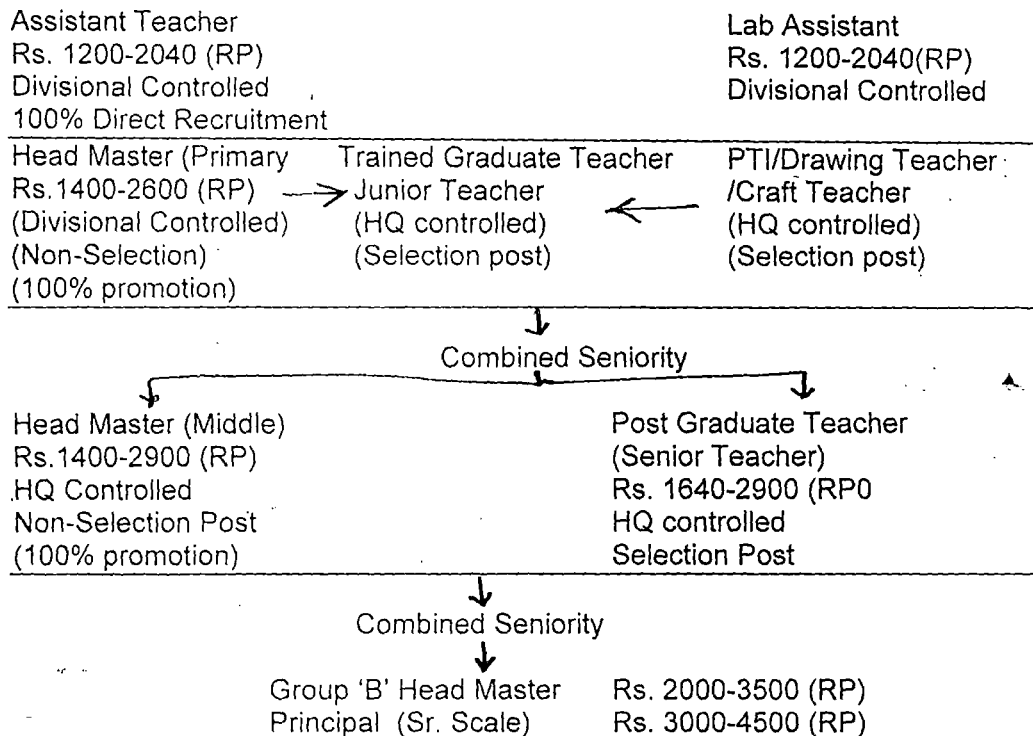 Assistant Teacher
Rs. 1200-2040 (RP)
Divisional Controlled
100% Direct Recruitment
Lab Assistant
Rs. 1200-2040(RP)
Divisional Controlled
Head Master (Primary
Rs.1400-2600 (RP)
(Divisional Controlled)
(Non-Selection)
(100% promotion)
Trained Graduate Teacher
Junior Teacher
(HQ controlled)
(Selection post)
PTI/Drawing Teacher
/Craft Teacher
(HQ controlled)
(Selection post)
Combined Seniority
Head Master (Middle)
Rs.1400-2900 (RP)
HQ Controlled
Non-Selection Post
(100% promotion)
Post Graduate Teacher
(Senior Teacher)
Rs. 1640-2900 (RP0
HQ controlled
Selection Post
Combined Seniority
Group 'B' Head Master Rs. 2000-3500 (RP)
Principal (Sr. Scale) Rs. 3000-4500 (RP)